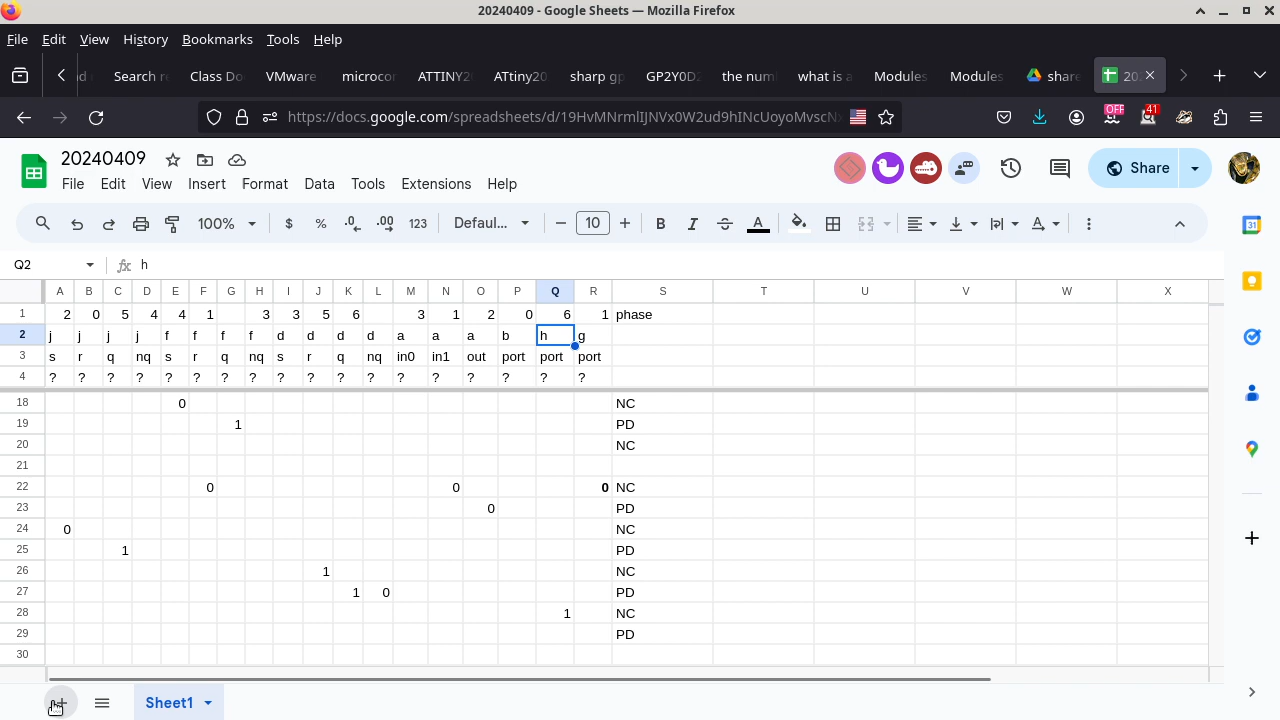 20240409 - Google Sheets — Mozilla Firefox
File Edit View History Bookmarks Tools Help
Search r Class Do VMware microcor ATTINY2 ATtiny20 sharp gp GP2Y0D the num what is a Modules Modules share 20
https://docs.google.com/spreadsheets/d/19HvMNrmlIJNVx0W2ud9hINcUoyoMvscN OFF 41
20240409
Share
File Edit View Insert Format Data Tools Extensions Help
100% $ % .0 .00 123 Defaul... 10 B I S A
Q2 fx h
A B C D E F G H I J K L M N O P Q R S T U V W X
1 2 0 5 4 4 1 3 3 5 6 3 1 2 0 6 1 phase
2 j j j j f f f f d d d d a a a b h g
3 s r q nq s r q nq s r q nq in0 in1 out port port port
4 ? ? ? ? ? ? ? ? ? ? ? ? ? ? ? ? ? ?
18 0 NC
19 1 PD
20 NC
21
22 0 0 0 NC
23 0 PD
24 0 NC
25 1 PD
26 1 NC
27 1 0 PD
28 1 NC
29 PD
30
Sheet1
31